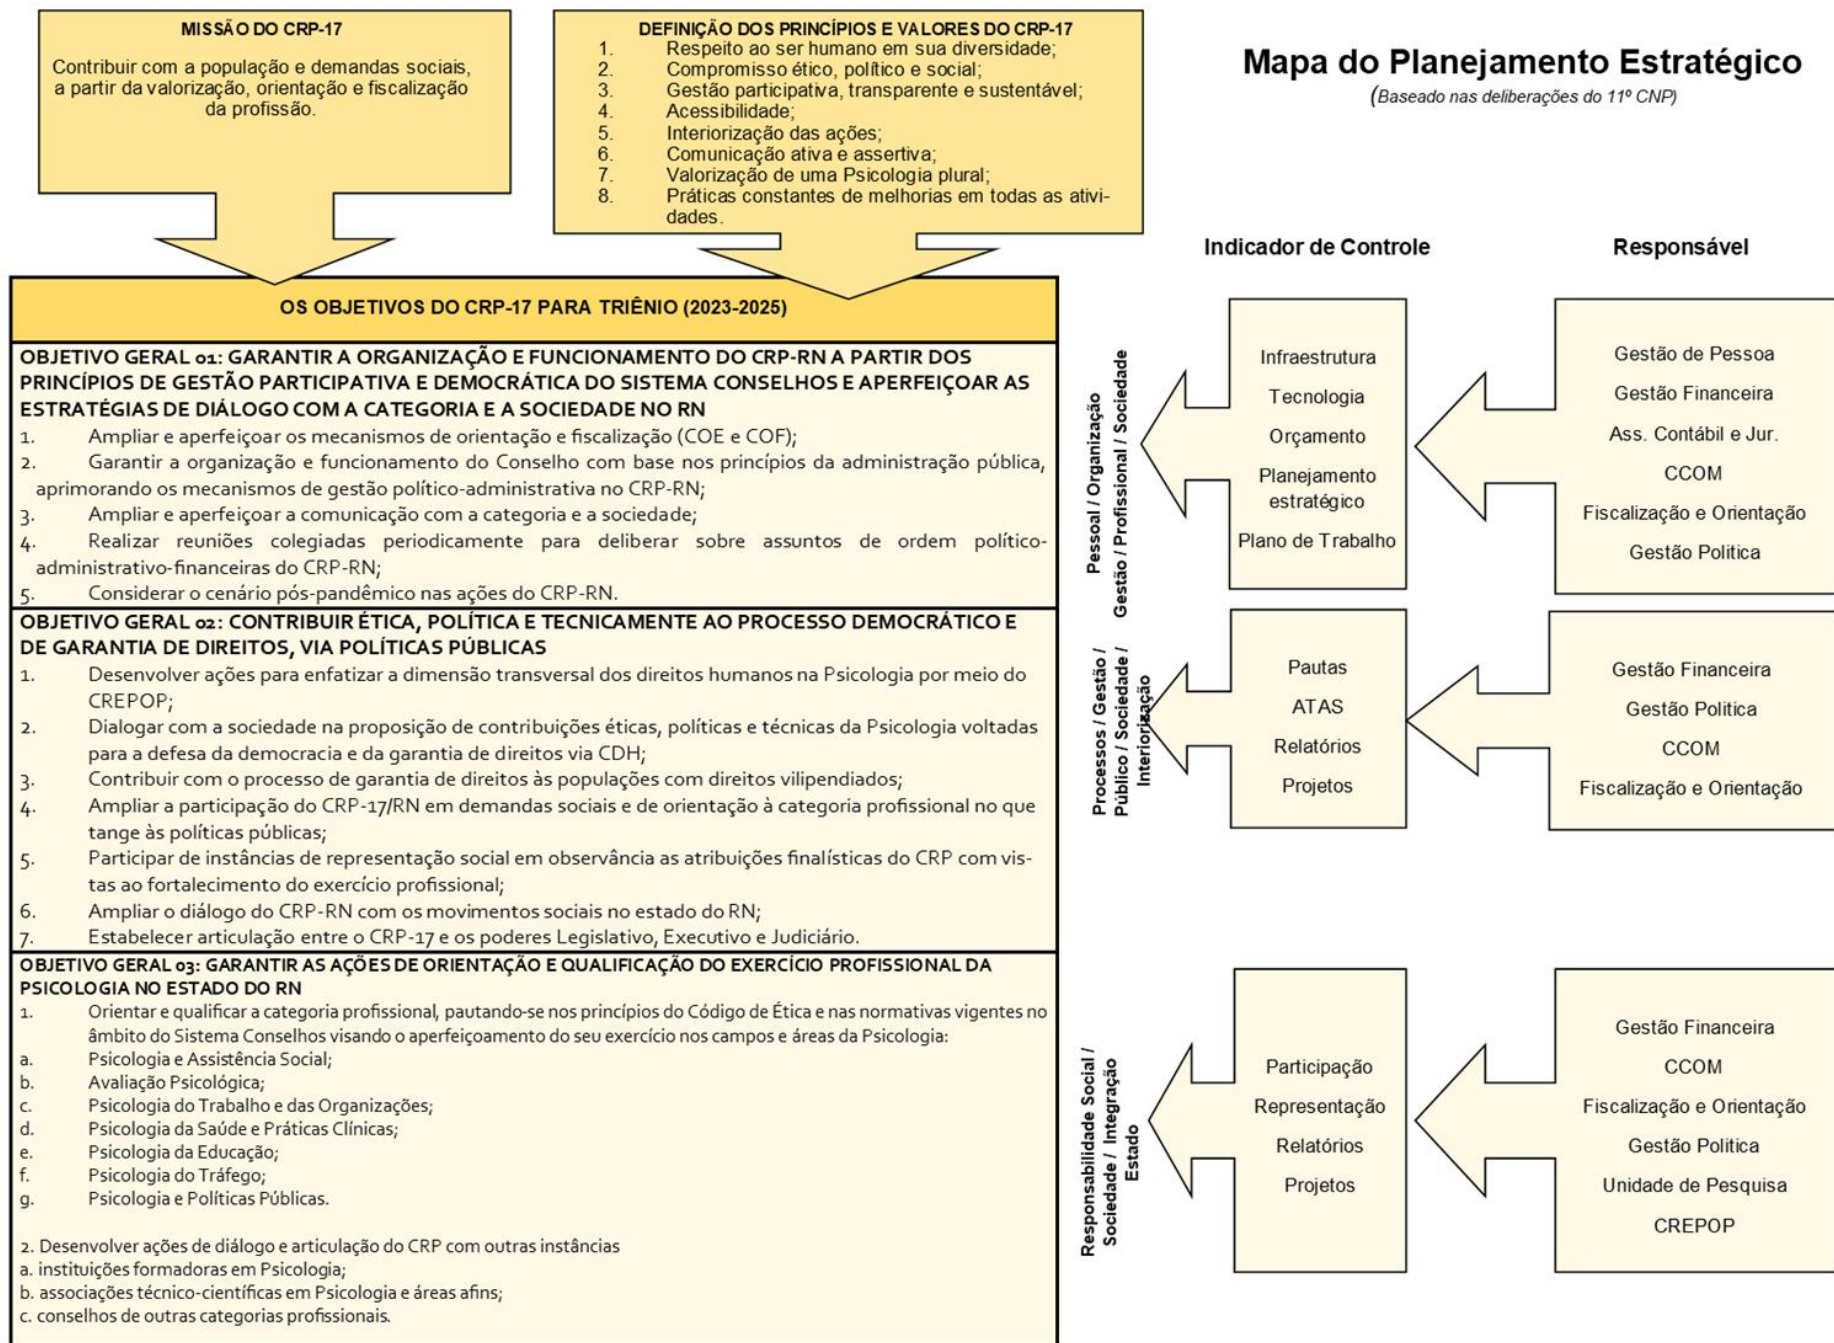 MISSÃO DO CRP-17
Contribuir com a população e demandas sociais,
a partir da valorização, orientação e fiscalização
da profissão.
DEFINIÇÃO DOS PRINCÍPIOS E VALORES DO CRP-17
1. Respeito ao ser humano em sua diversidade;
2. Compromisso ético, político e social;
3. Gestão participativa, transparente e sustentável;
4. Acessibilidade;
5. Interiorização das ações;
6. Comunicação ativa e assertiva;
7. Valorização de uma Psicologia plural;
8. Práticas constantes de melhorias em todas as ativi-
dades.
Mapa do Planejamento Estratégico
(Baseado nas deliberações do 11º CNP)
OS OBJETIVOS DO CRP-17 PARA TRIÊNIO (2023-2025)
OBJETIVO GERAL 01: GARANTIR A ORGANIZAÇÃO E FUNCIONAMENTO DO CRP-RN A PARTIR DOS
PRINCÍPIOS DE GESTÃO PARTICIPATIVA E DEMOCRÁTICA DO SISTEMA CONSELHOS E APERFEIÇOAR AS
ESTRATÉGIAS DE DIÁLOGO COM A CATEGORIA E A SOCIEDADE NO RN
1. Ampliar e aperfeiçoar os mecanismos de orientação e fiscalização (COE e COF);
2. Garantir a organização e funcionamento do Conselho com base nos princípios da administração pública,
aprimorando os mecanismos de gestão político-administrativa no CRP-RN;
3. Ampliar e aperfeiçoar a comunicação com a categoria e a sociedade;
4. Realizar reuniões colegiadas periodicamente para deliberar sobre assuntos de ordem político-
administrativo-financeiras do CRP-RN;
5. Considerar o cenário pós-pandêmico nas ações do CRP-RN.
OBJETIVO GERAL 02: CONTRIBUIR ÉTICA, POLÍTICA E TECNICAMENTE AO PROCESSO DEMOCRÁTICO E
DE GARANTIA DE DIREITOS, VIA POLÍTICAS PÚBLICAS
1. Desenvolver ações para enfatizar a dimensão transversal dos direitos humanos na Psicologia por meio do
CREPOP;
2. Dialogar com a sociedade na proposição de contribuições éticas, políticas e técnicas da Psicologia voltadas
para a defesa da democracia e da garantia de direitos via CDH;
3. Contribuir com o processo de garantia de direitos às populações com direitos vilipendiados;
4. Ampliar a participação do CRP-17/RN em demandas sociais e de orientação à categoria profissional no que
tange às políticas públicas;
5. Participar de instâncias de representação social em observância as atribuições finalísticas do CRP com vis-
tas ao fortalecimento do exercício profissional;
6. Ampliar o diálogo do CRP-RN com os movimentos sociais no estado do RN;
7. Estabelecer articulação entre o CRP-17 e os poderes Legislativo, Executivo e Judiciário.
OBJETIVO GERAL 03: GARANTIR AS AÇÕES DE ORIENTAÇÃO E QUALIFICAÇÃO DO EXERCÍCIO PROFISSIONAL DA
PSICOLOGIA NO ESTADO DO RN
1. Orientar e qualificar a categoria profissional, pautando-se nos princípios do Código de Ética e nas normativas vigentes no
âmbito do Sistema Conselhos visando o aperfeiçoamento do seu exercício nos campos e áreas da Psicologia:
a. Psicologia e Assistência Social;
b. Avaliação Psicológica;
c. Psicologia do Trabalho e das Organizações;
d. Psicologia da Saúde e Práticas Clínicas;
e. Psicologia da Educação;
f. Psicologia do Tráfego;
g. Psicologia e Políticas Públicas.
2. Desenvolver ações de diálogo e articulação do CRP com outras instâncias
a. instituições formadoras em Psicologia;
b. associações técnico-científicas em Psicologia e áreas afins;
c. conselhos de outras categorias profissionais.
Indicador de Controle
Responsável
Pessoal / Organização
Gestão / Profissional / Sociedade
Infraestrutura
Tecnologia
Orçamento
Planejamento
estratégico
Plano de Trabalho
Gestão de Pessoa
Gestão Financeira
Ass. Contábil e Jur.
CCOM
Fiscalização e Orientação
Gestão Politica
Processos / Gestão /
Público / Sociedade /
Interiorização
Pautas
ATAS
Relatórios
Projetos
Gestão Financeira
Gestão Politica
CCOM
Fiscalização e Orientação
Responsabilidade Social /
Sociedade / Integração
Estado
Participação
Representação
Relatórios
Projetos
Gestão Financeira
CCOM
Fiscalização e Orientação
Gestão Politica
Unidade de Pesquisa
CREPOP